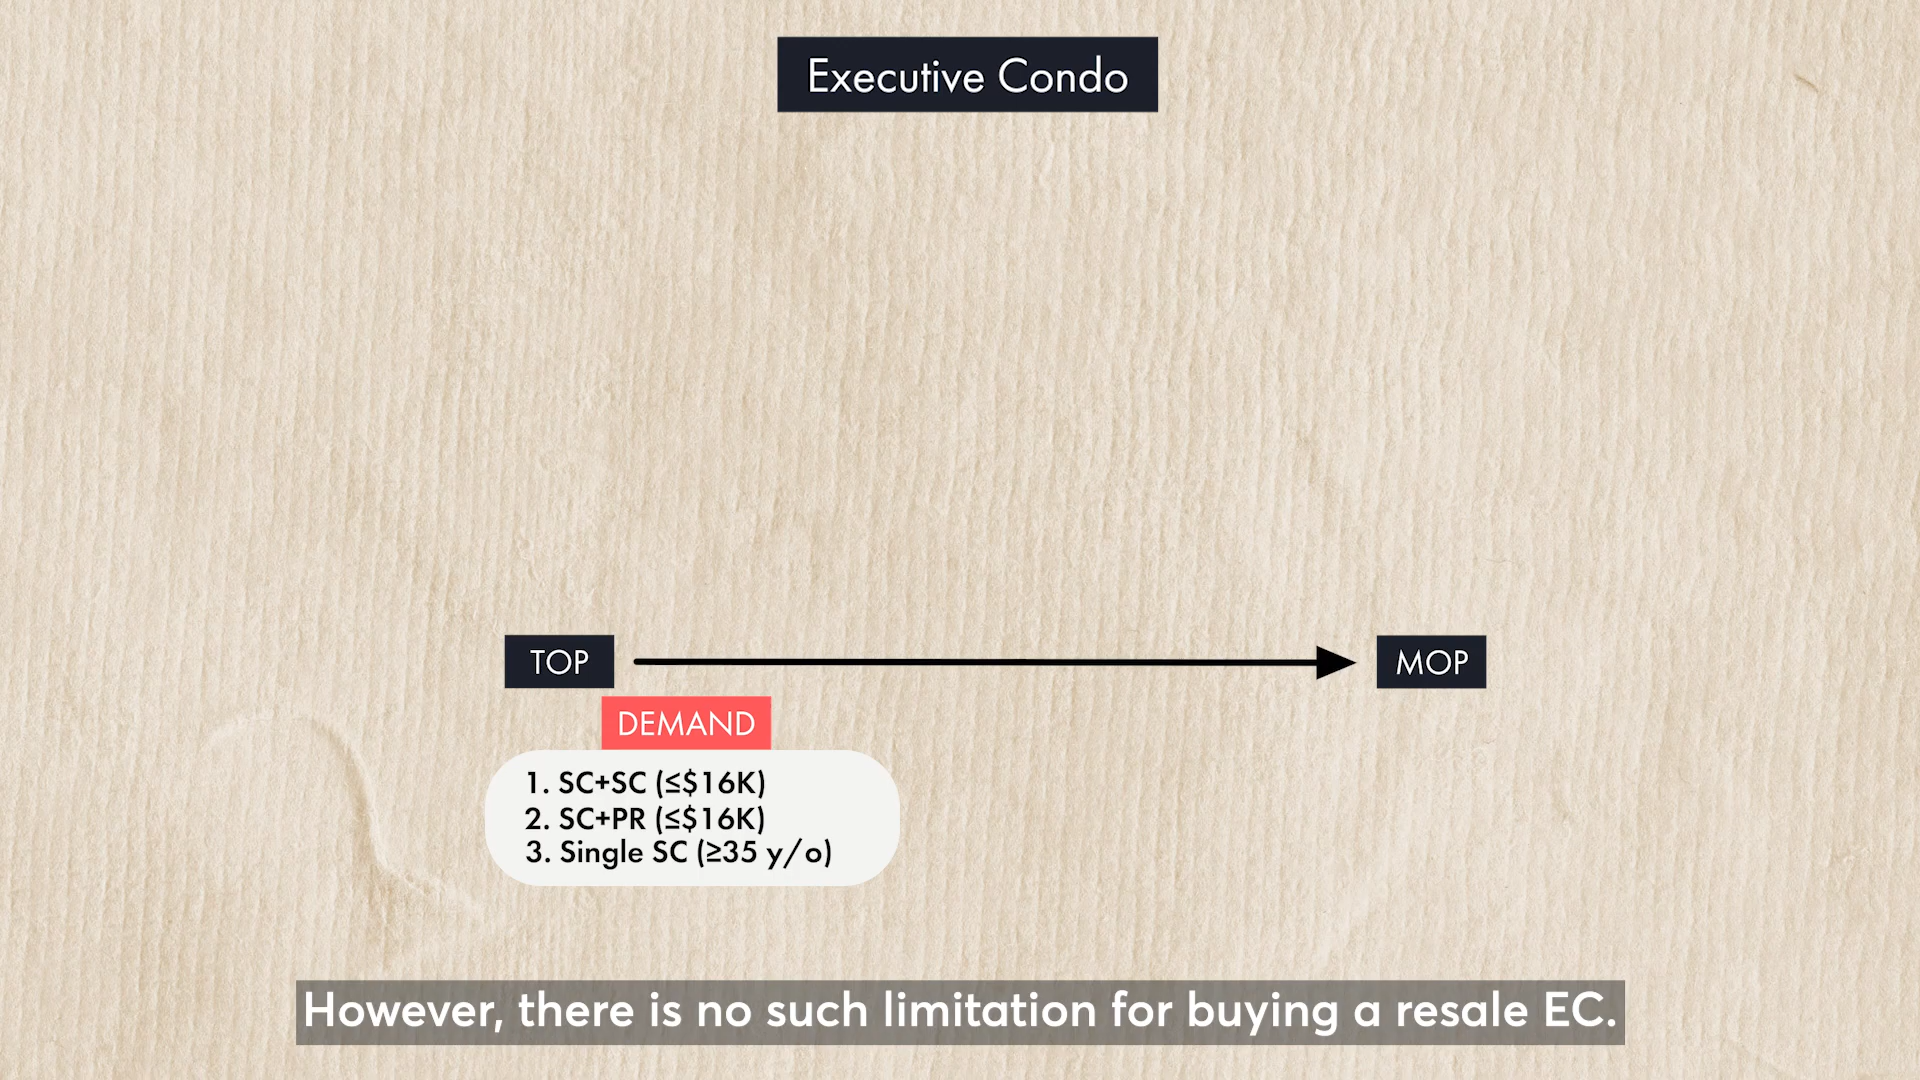 Executive Condo
TOP
MOP
DEMAND
1. SC+SC (≤$16K)
2. SC+PR (≤$16K)
3. Single SC (≥35 y/o)
However, there is no such limitation for buying a resale EC.